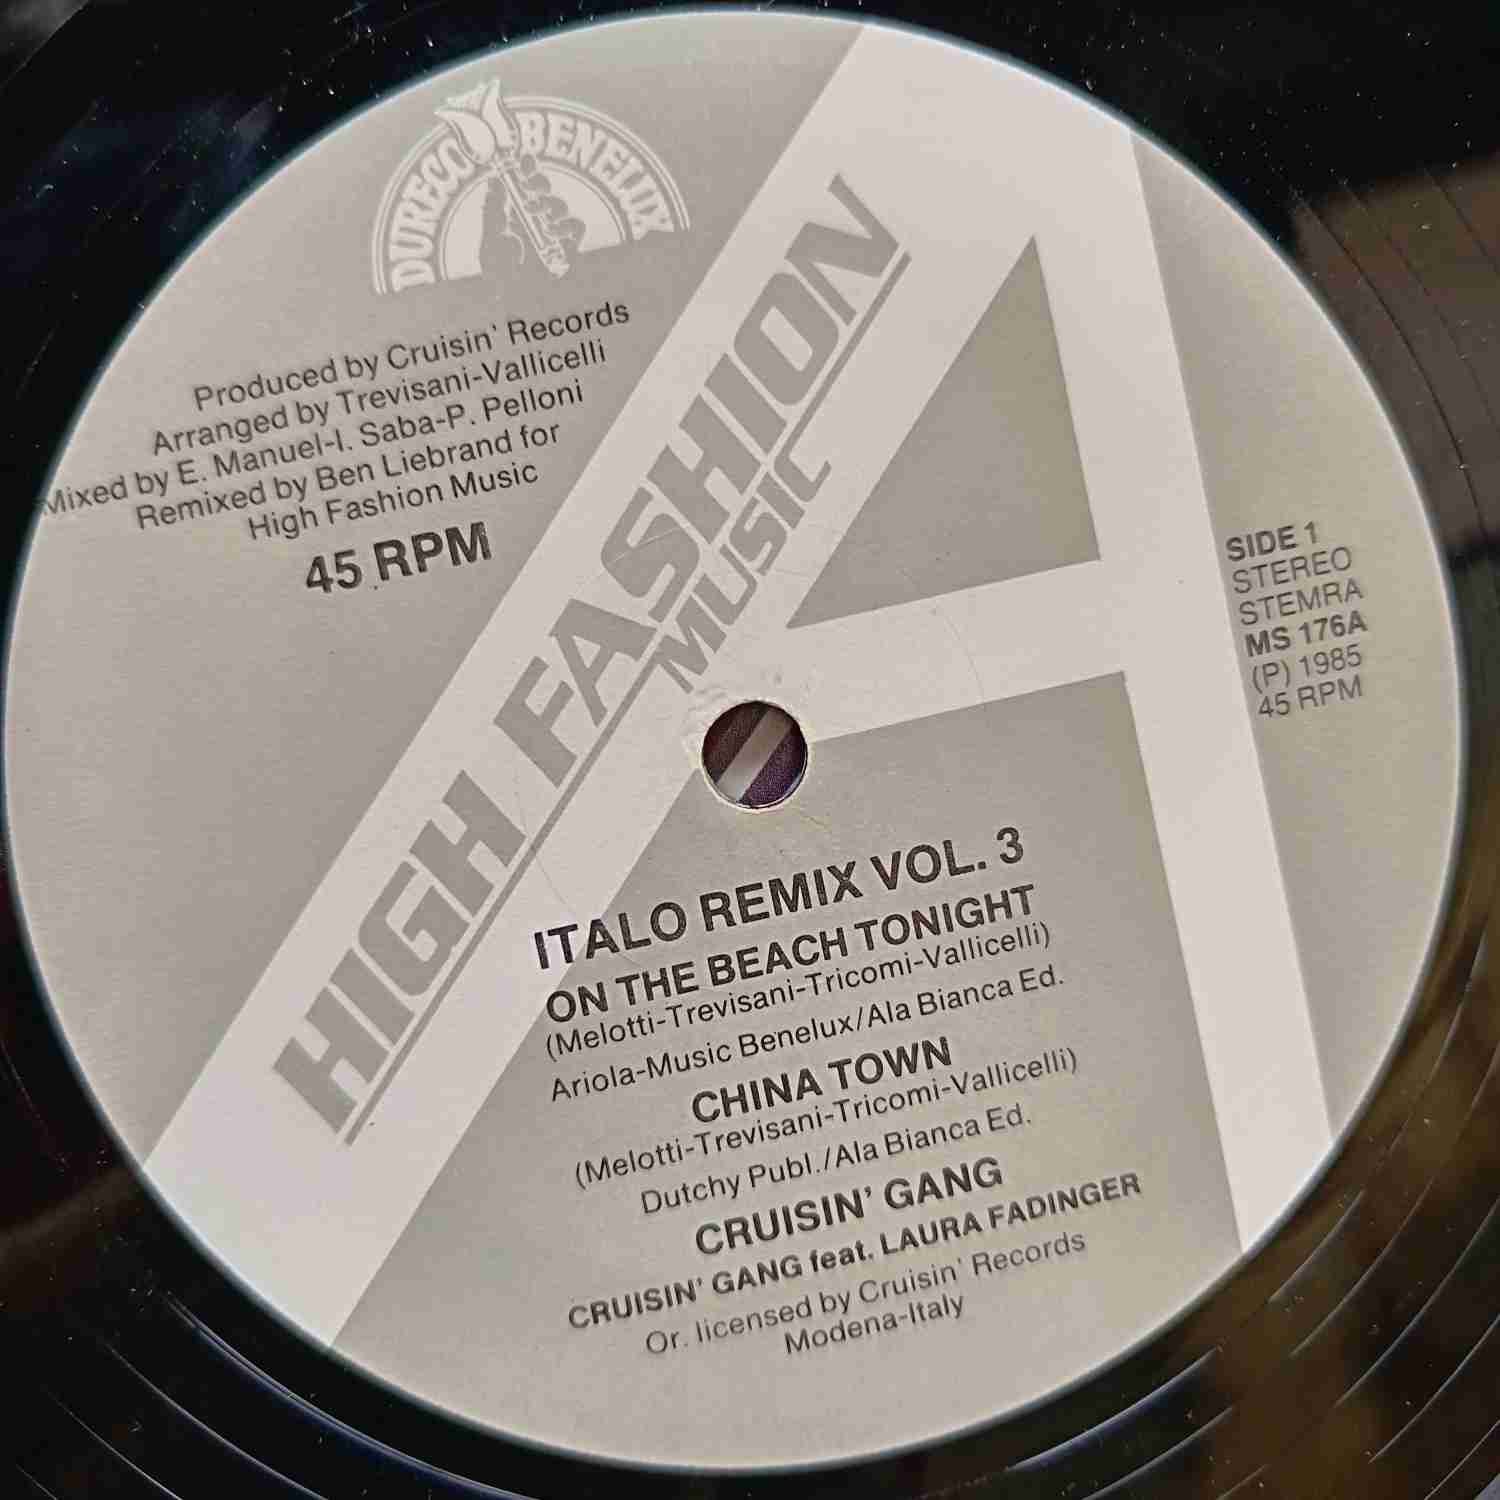 DURECO BENELUX
Produced by Cruisin' Records
Arranged by Trevisani-Vallicelli
Mixed by E. Manuel-I. Saba-P. Pelloni
Remixed by Ben Liebrand for
High Fashion Music
45 RPM
HIGH FASHION
MUSIC
SIDE 1
STEREO
STEMRA
MS 176A
(P) 1985
45 RPM
ITALO REMIX VOL. 3
ON THE BEACH TONIGHT
(Melotti-Trevisani-Tricomi-Vallicelli)
Ariola-Music Benelux/Ala Bianca Ed.
CHINA TOWN
(Melotti-Trevisani-Tricomi-Vallicelli)
Dutchy Publ./Ala Bianca Ed.
CRUISIN' GANG
CRUISIN' GANG feat. LAURA FADINGER
Or. licensed by Cruisin' Records
Modena-Italy